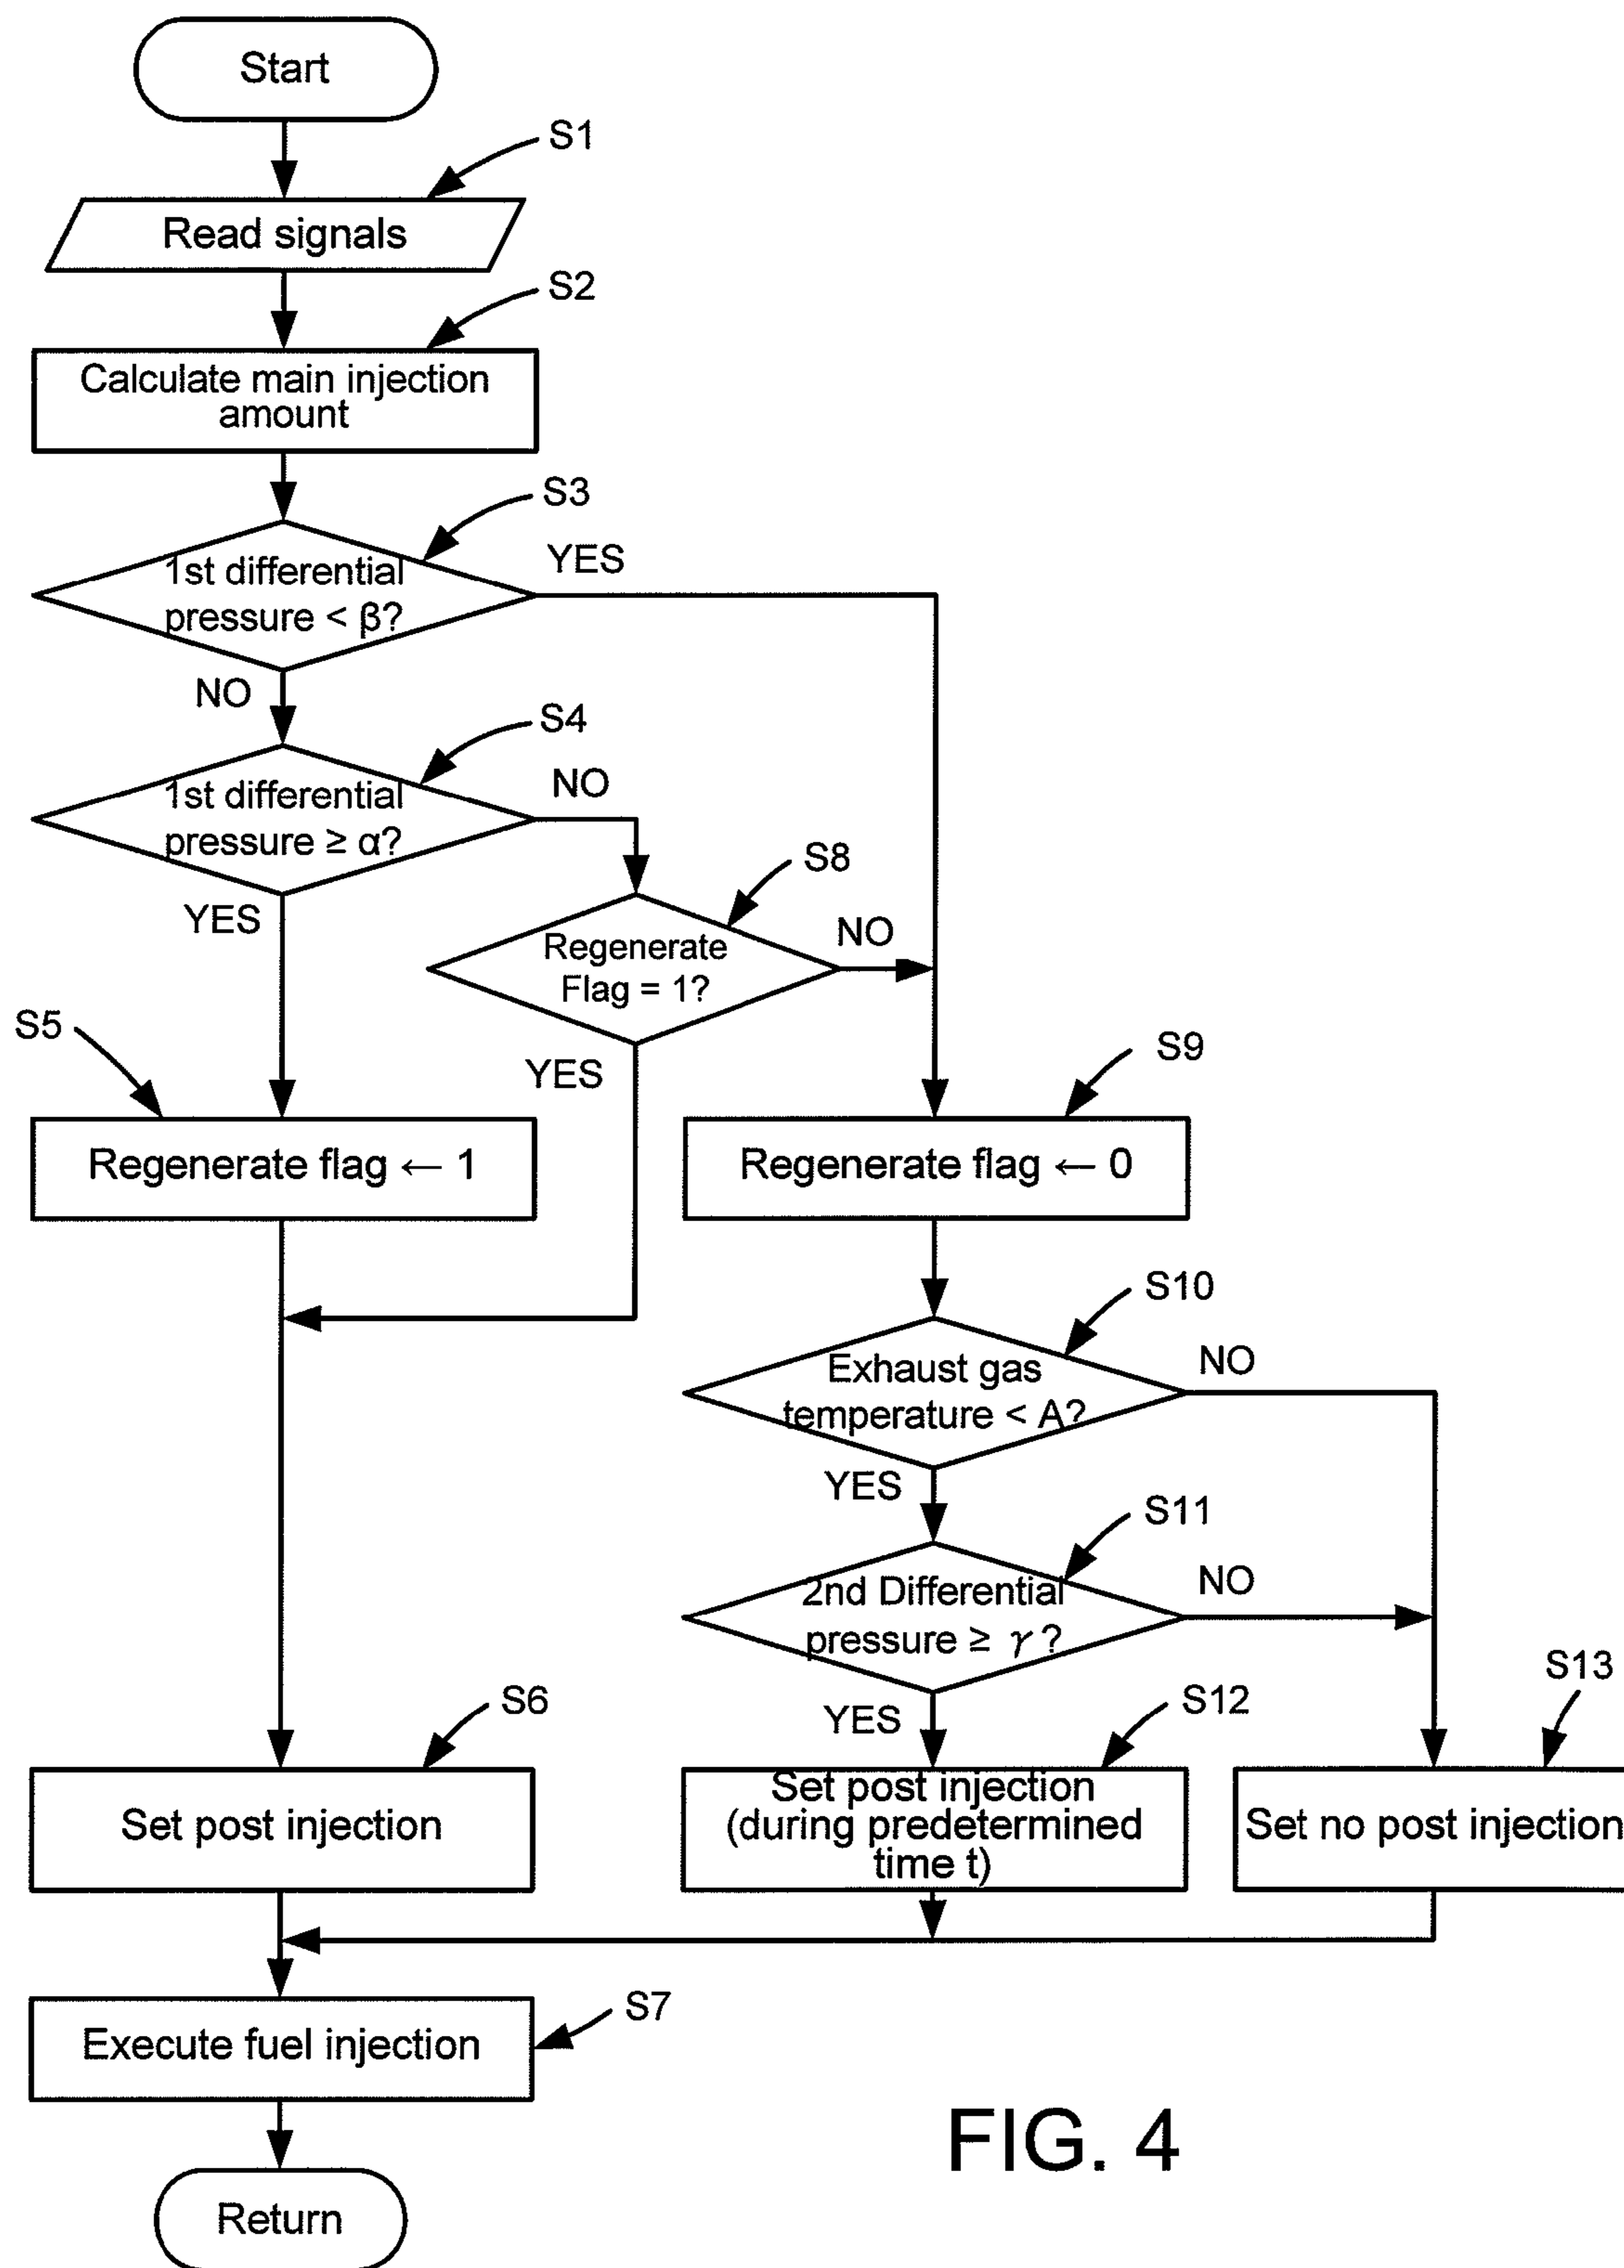 Start
S1
Read signals
S2
Calculate main injection
amount
S3
1st differential
pressure < β?
YES
NO
S4
1st differential
pressure ≥ α?
NO
YES
S8
Regenerate
Flag = 1?
NO
YES
S5
Regenerate flag ← 1
S9
Regenerate flag ← 0
S10
Exhaust gas
temperature < A?
NO
YES
S11
2nd Differential
pressure ≥ γ ?
NO
YES
S6
Set post injection
S12
Set post injection
(during predetermined
time t)
S13
Set no post injection
S7
Execute fuel injection
Return
FIG. 4